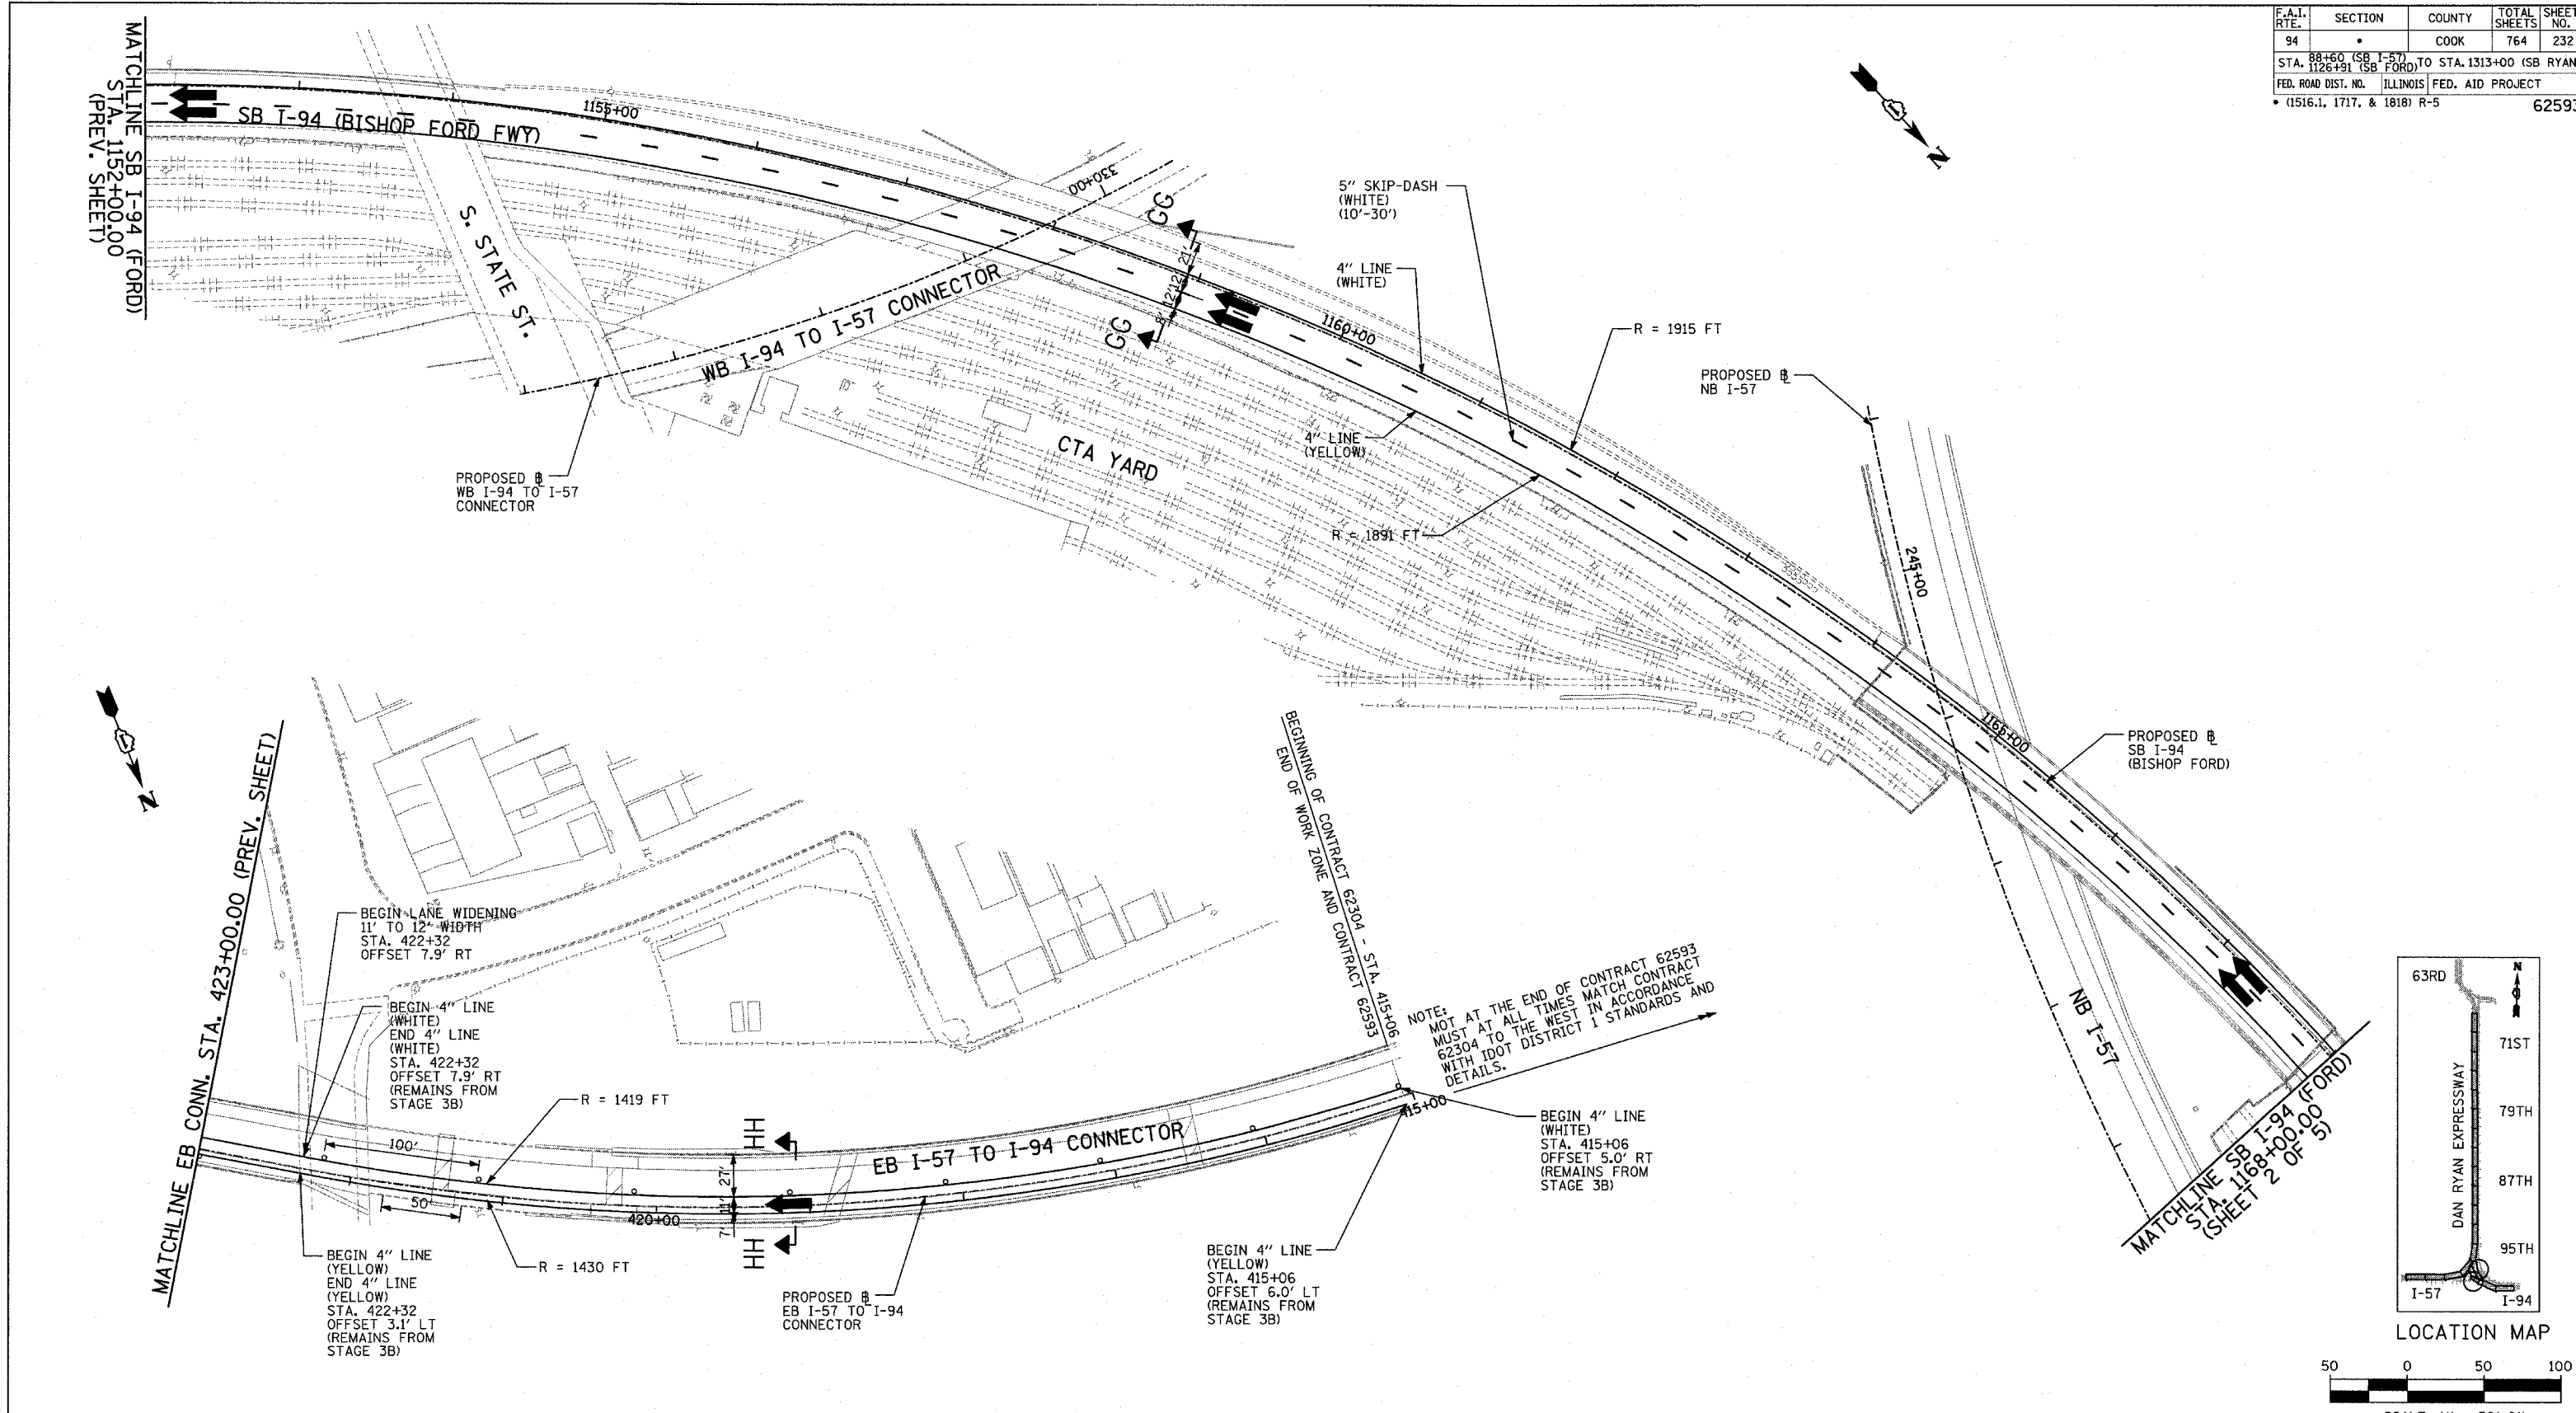 F.A.I. RTE. SECTION COUNTY TOTAL SHEETS SHEET NO.
94 • COOK 764 232
STA. 88+60 (SB I-57) TO STA. 1313+00 (SB RYAN
1126+91 (SB FORD)
FED. ROAD DIST. NO. ILLINOIS FED. AID PROJECT
• (1516.1, 1717, & 1818) R-5 62593
MATCHLINE SB I-94 (FORD)
STA. 1152+00.00
(PREV. SHEET)
SB I-94 (BISHOP FORD FWY)
1155+00
S. STATE ST.
330+00
WB I-94 TO I-57 CONNECTOR
GG
21'
12'
12'
8'
GG
5" SKIP-DASH
(WHITE)
(10'-30')
4" LINE
(WHITE)
1160+00
R = 1915 FT
N
PROPOSED ℄
NB I-57
4" LINE
(YELLOW)
CTA YARD
R = 1891 FT
PROPOSED ℄
WB I-94 TO I-57
CONNECTOR
245+00
1165+00
PROPOSED ℄
SB I-94
(BISHOP FORD)
NB I-57
MATCHLINE SB I-94 (FORD)
STA. 1168+00.00
(SHEET 2 OF 5)
N
MATCHLINE EB CONN. STA. 423+00.00 (PREV. SHEET)
BEGIN LANE WIDENING
11' TO 12' WIDTH
STA. 422+32
OFFSET 7.9' RT
BEGIN 4" LINE
(WHITE)
END 4" LINE
(WHITE)
STA. 422+32
OFFSET 7.9' RT
(REMAINS FROM
STAGE 3B)
100'
R = 1419 FT
50'
420+00
R = 1430 FT
HH
27'
11'
7'
HH
EB I-57 TO I-94 CONNECTOR
BEGIN 4" LINE
(YELLOW)
END 4" LINE
(YELLOW)
STA. 422+32
OFFSET 3.1' LT
(REMAINS FROM
STAGE 3B)
PROPOSED ℄
EB I-57 TO I-94
CONNECTOR
BEGINNING OF CONTRACT 62304 - STA. 415+06
END OF WORK ZONE AND CONTRACT 62593
NOTE:
MOT AT THE END OF CONTRACT 62593
MUST AT ALL TIMES MATCH CONTRACT
62304 TO THE WEST IN ACCORDANCE
WITH IDOT DISTRICT 1 STANDARDS AND
DETAILS.
415+00
BEGIN 4" LINE
(WHITE)
STA. 415+06
OFFSET 5.0' RT
(REMAINS FROM
STAGE 3B)
BEGIN 4" LINE
(YELLOW)
STA. 415+06
OFFSET 6.0' LT
(REMAINS FROM
STAGE 3B)
63RD
N
71ST
79TH
87TH
95TH
DAN RYAN EXPRESSWAY
I-57
I-94
LOCATION MAP
50 0 50 100